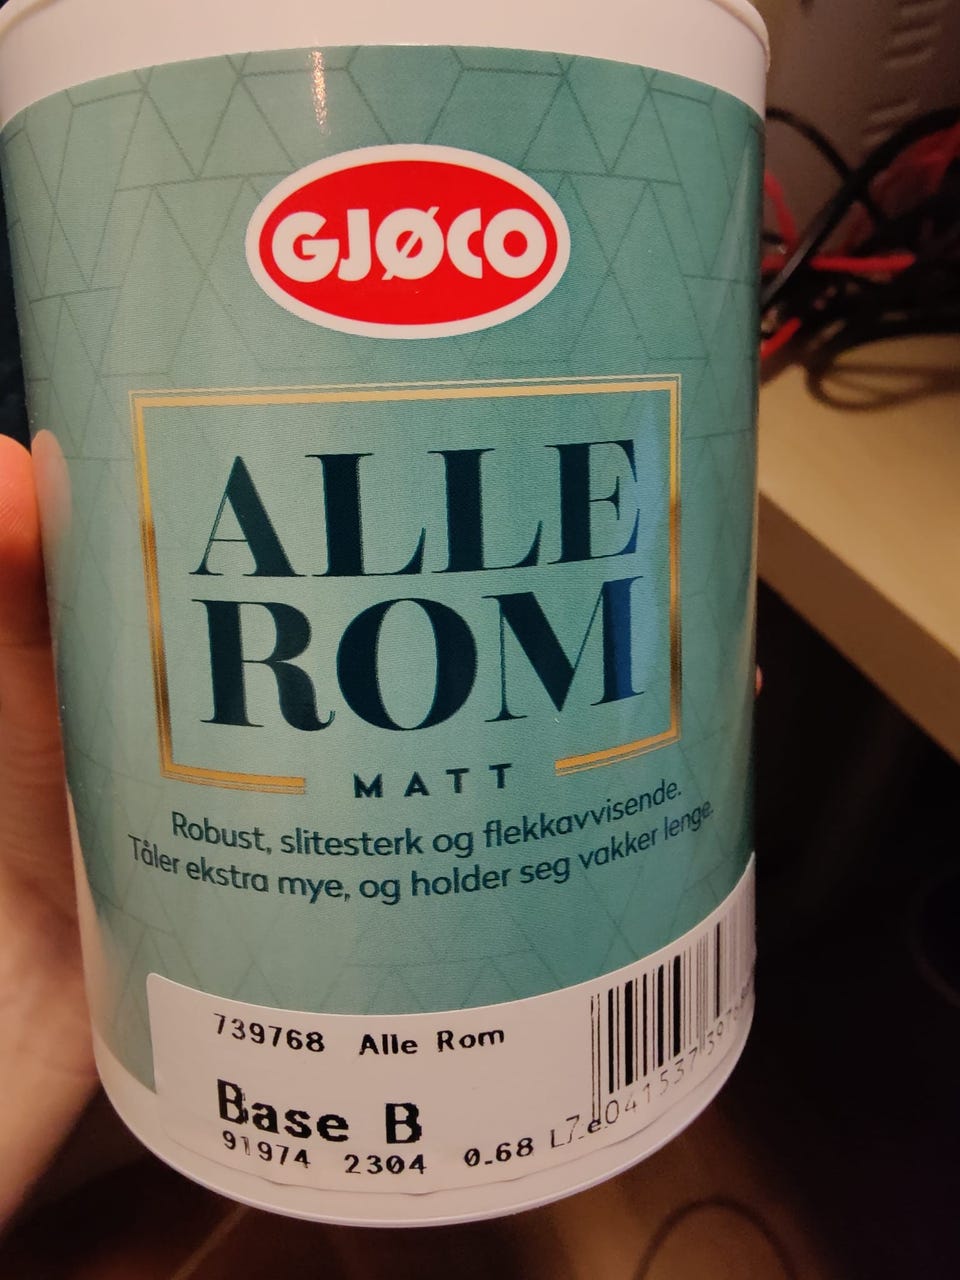 GJØCO
ALLE
ROM
MATT
Robust, slitesterk og flekkavvisende.
Tåler ekstra mye, og holder seg vakker lenge.
739768 Alle Rom
Base B
91974 2304 0.68 L